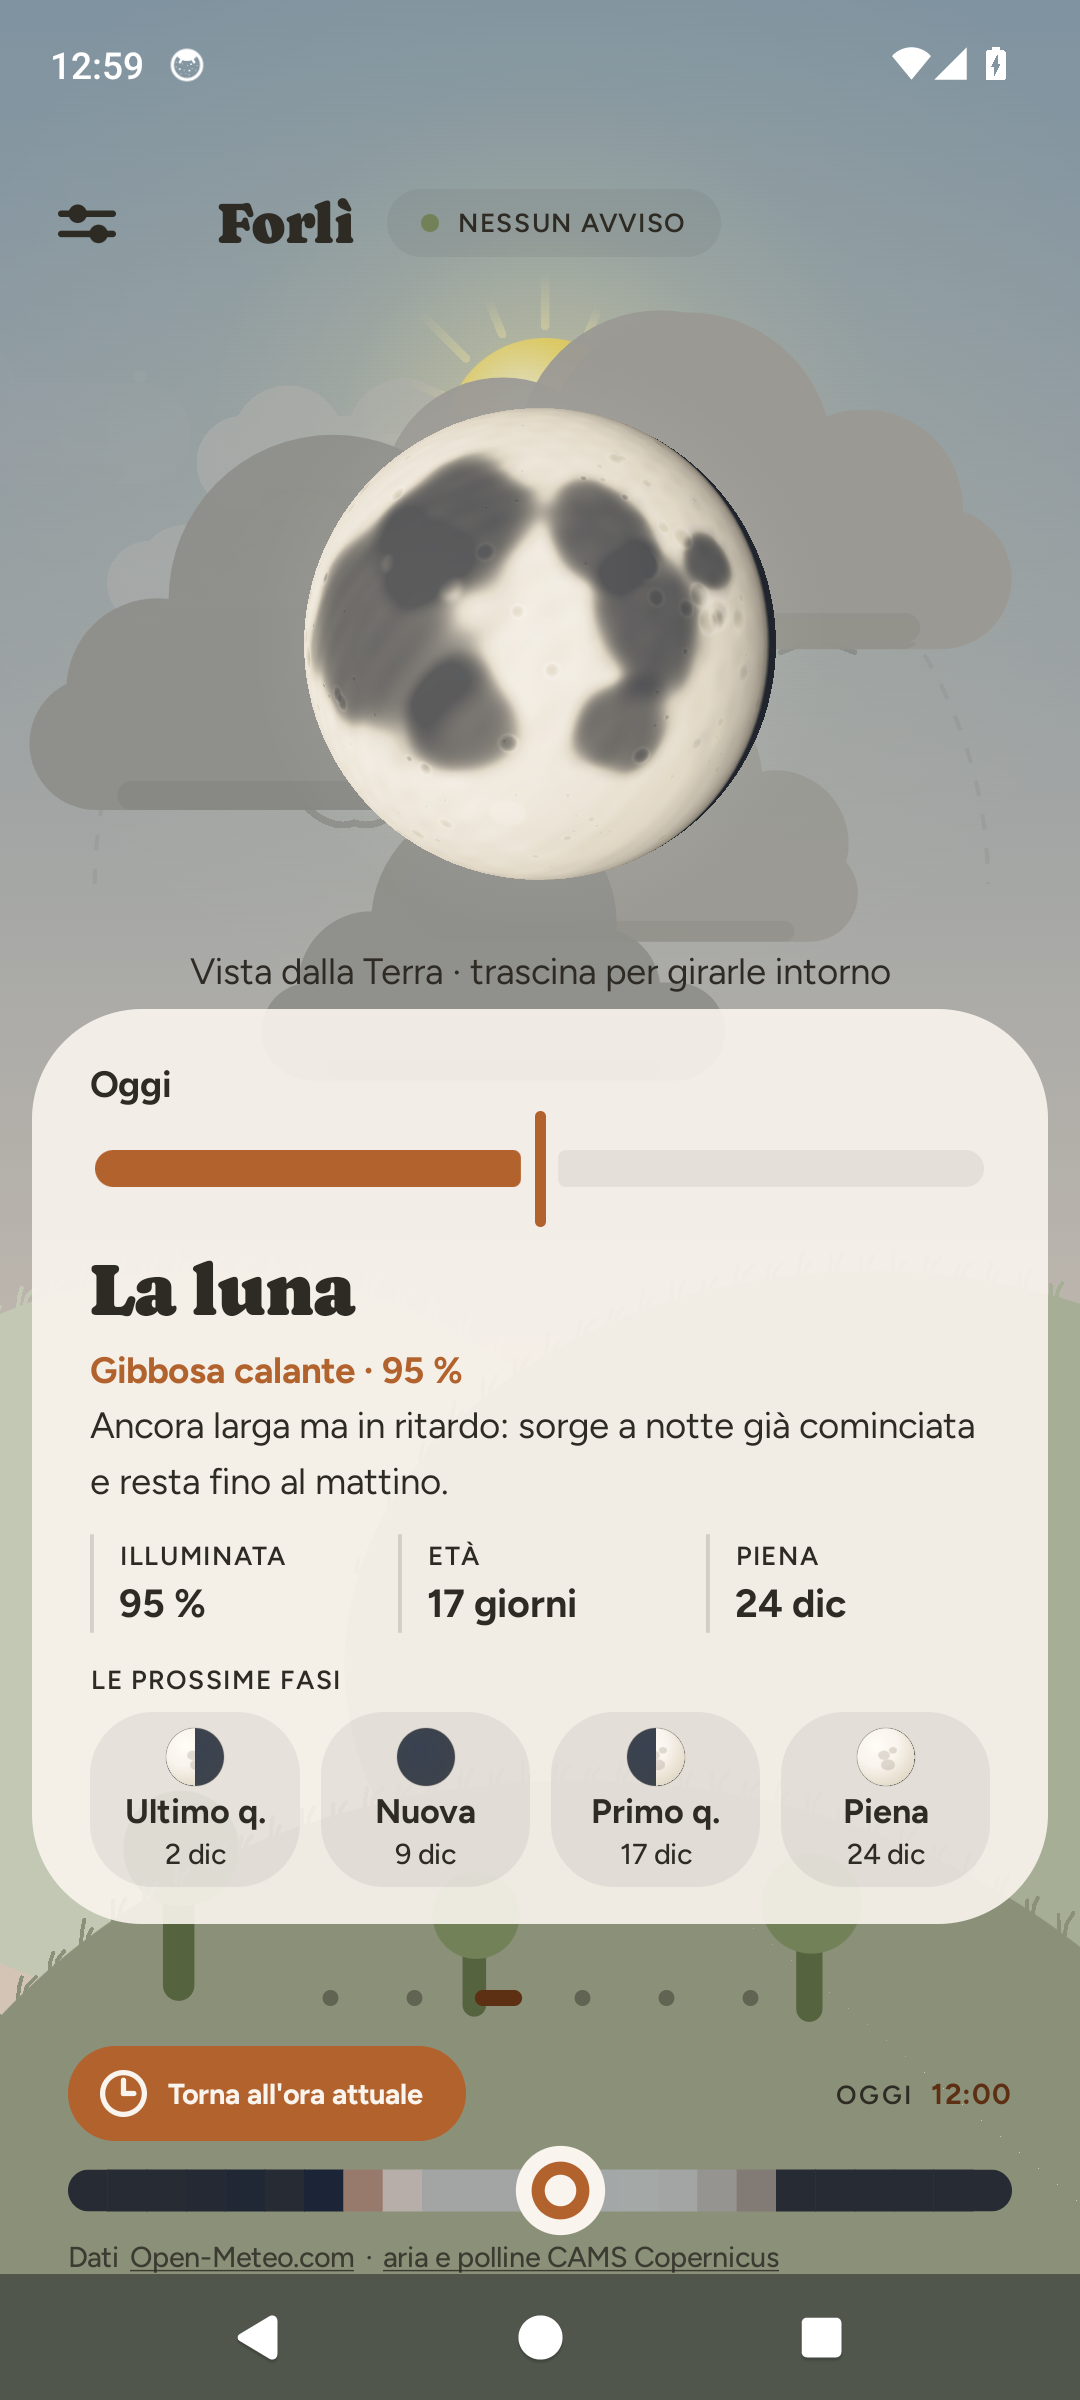 12:59
Forlì
NESSUN AVVISO
Vista dalla Terra · trascina per girarle intorno
Oggi
La luna
Gibbosa calante · 95 %
Ancora larga ma in ritardo: sorge a notte già cominciata
e resta fino al mattino.
ILLUMINATA
95 %
ETÀ
17 giorni
PIENA
24 dic
LE PROSSIME FASI
Ultimo q.
2 dic
Nuova
9 dic
Primo q.
17 dic
Piena
24 dic
Torna all'ora attuale
OGGI 12:00
Dati Open-Meteo.com · aria e polline CAMS Copernicus